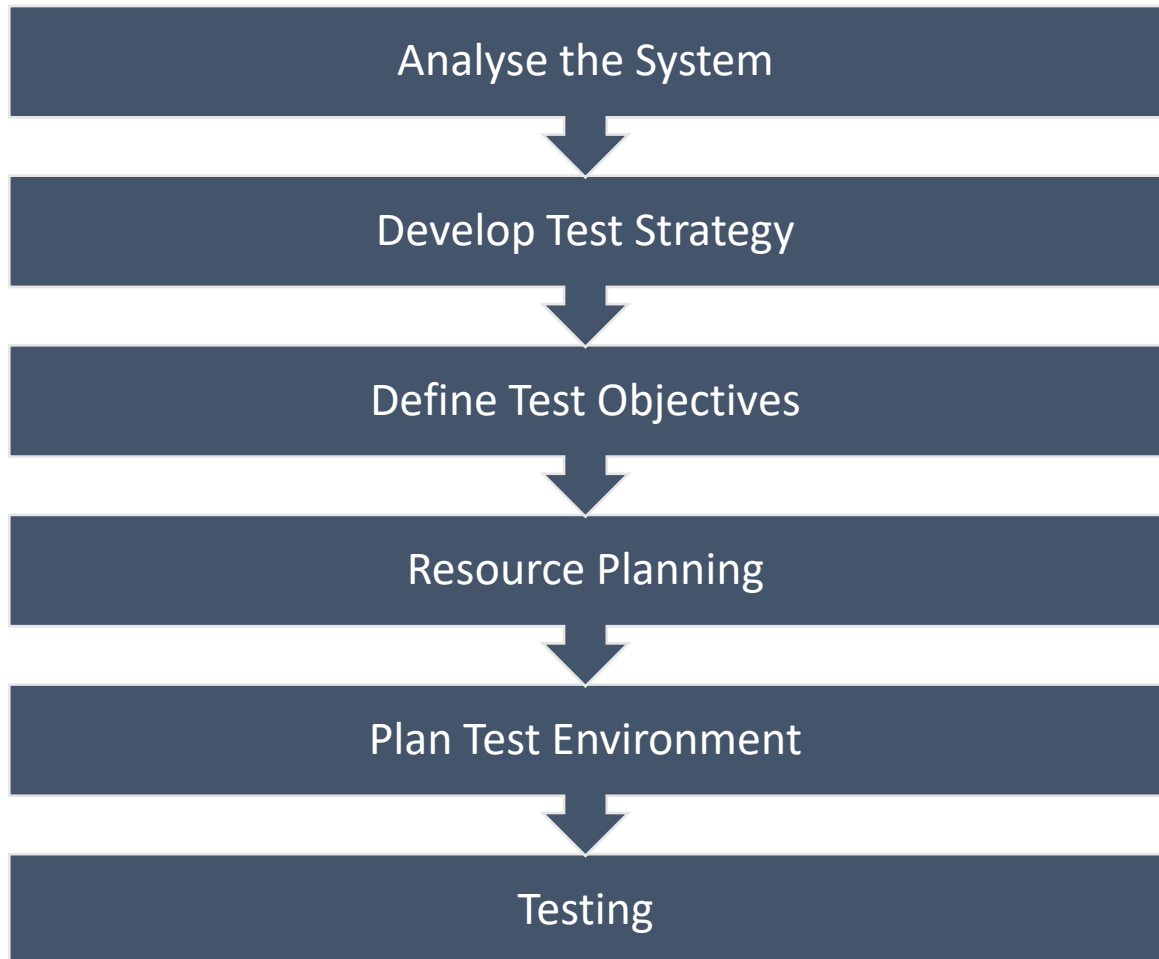 Analyse the System
Develop Test Strategy
Define Test Objectives
Resource Planning
Plan Test Environment
Testing